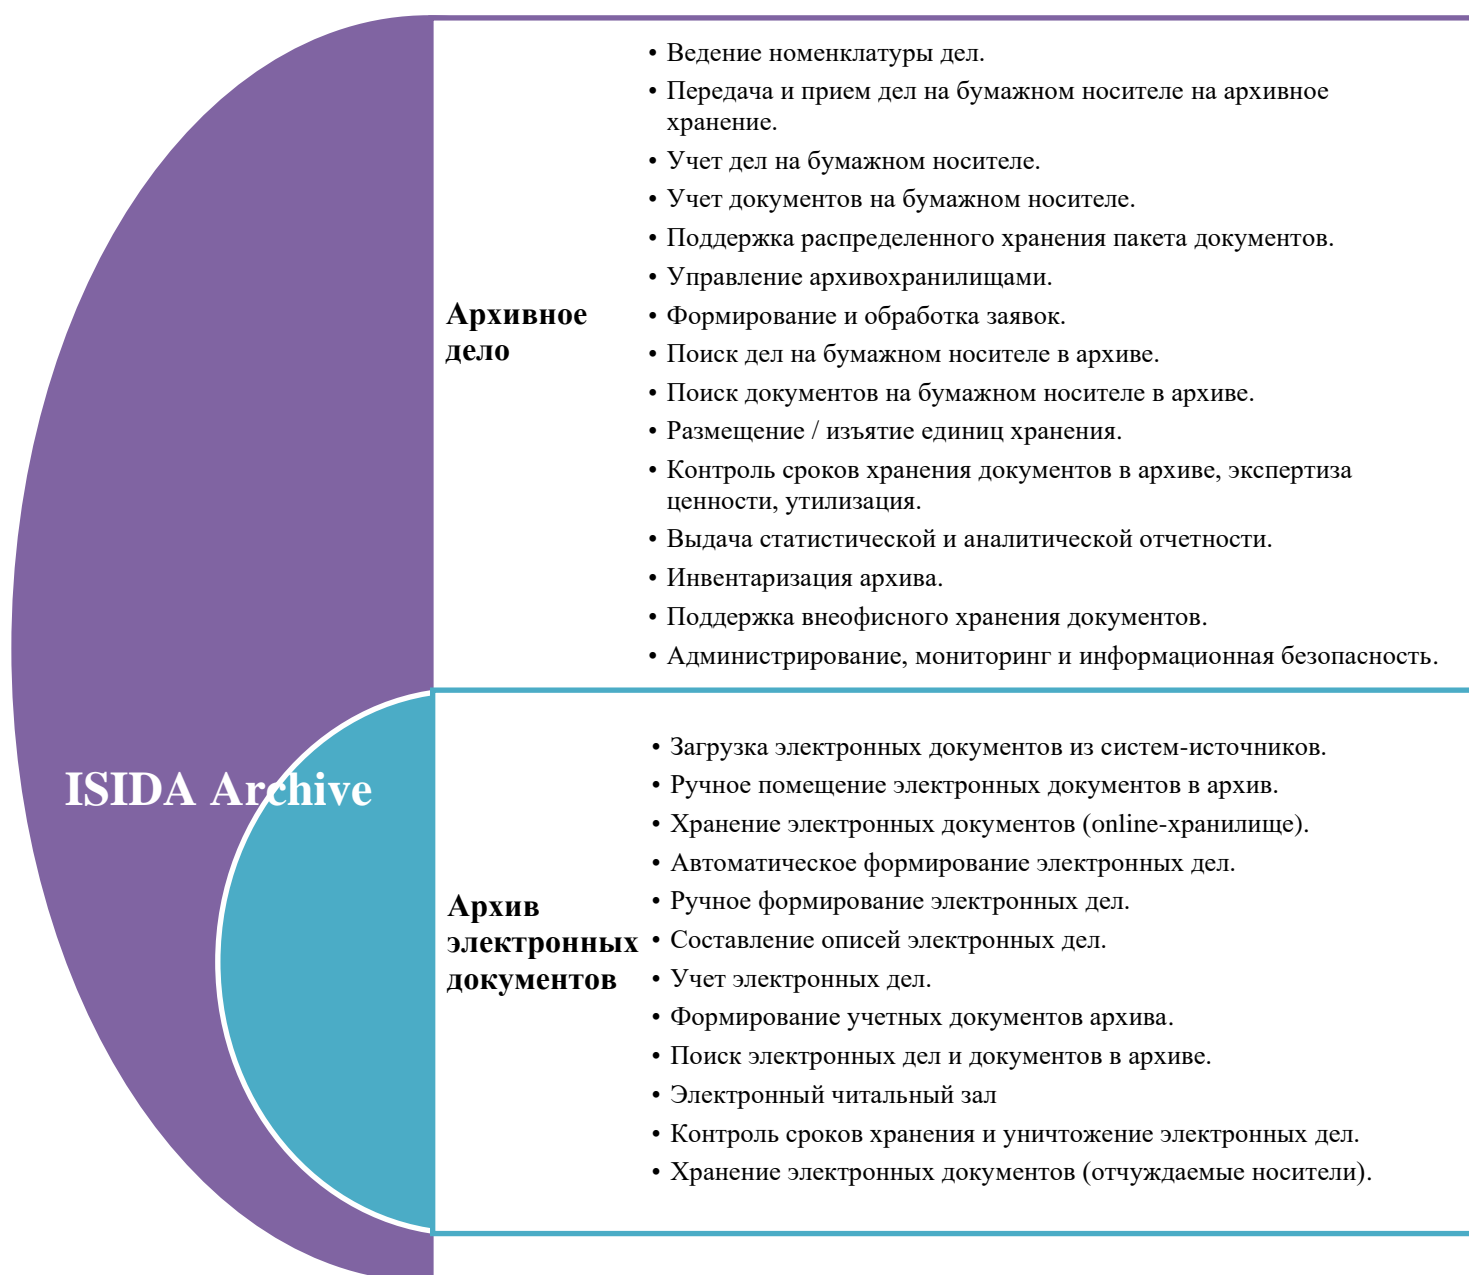 ISIDA Archive
Архивное
дело
• Ведение номенклатуры дел.
• Передача и прием дел на бумажном носителе на архивное
хранение.
• Учет дел на бумажном носителе.
• Учет документов на бумажном носителе.
• Поддержка распределенного хранения пакета документов.
• Управление архивохранилищами.
• Формирование и обработка заявок.
• Поиск дел на бумажном носителе в архиве.
• Поиск документов на бумажном носителе в архиве.
• Размещение / изъятие единиц хранения.
• Контроль сроков хранения документов в архиве, экспертиза
ценности, утилизация.
• Выдача статистической и аналитической отчетности.
• Инвентаризация архива.
• Поддержка внеофисного хранения документов.
• Администрирование, мониторинг и информационная безопасность.
Архив
электронных
документов
• Загрузка электронных документов из систем-источников.
• Ручное помещение электронных документов в архив.
• Хранение электронных документов (online-хранилище).
• Автоматическое формирование электронных дел.
• Ручное формирование электронных дел.
• Составление описей электронных дел.
• Учет электронных дел.
• Формирование учетных документов архива.
• Поиск электронных дел и документов в архиве.
• Электронный читальный зал
• Контроль сроков хранения и уничтожение электронных дел.
• Хранение электронных документов (отчуждаемые носители).